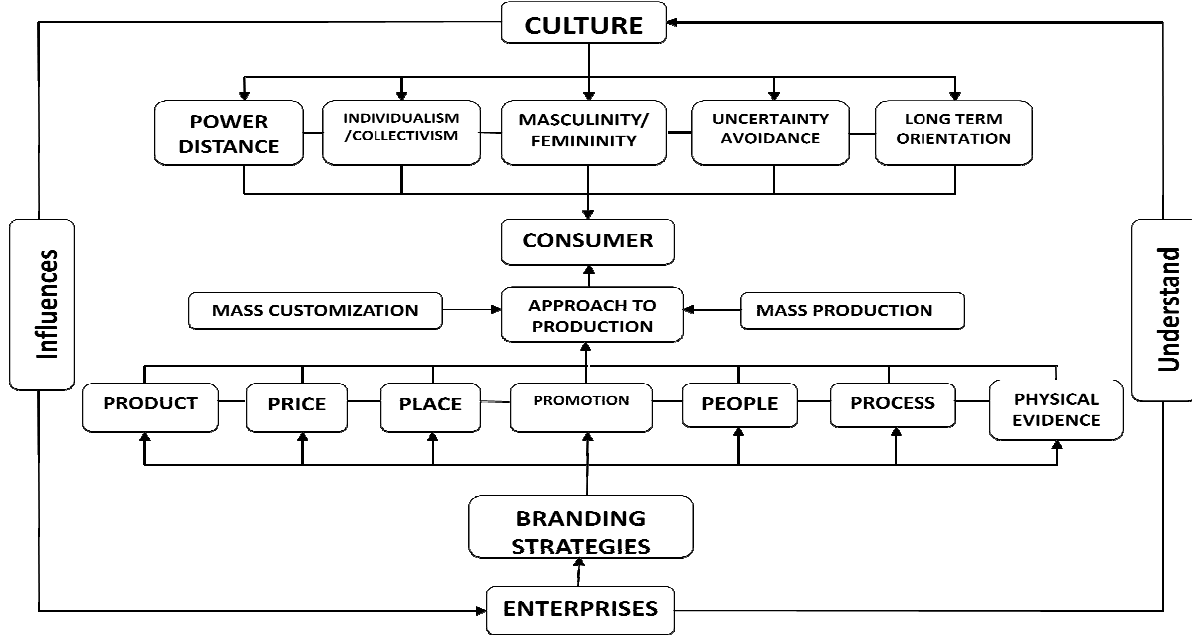 CULTURE
POWER
DISTANCE
INDIVIDUALISM
/COLLECTIVISM
MASCULINITY/
FEMININITY
UNCERTAINTY
AVOIDANCE
LONG TERM
ORIENTATION
Influences
Understand
CONSUMER
MASS CUSTOMIZATION
APPROACH TO
PRODUCTION
MASS PRODUCTION
PRODUCT
PRICE
PLACE
PROMOTION
PEOPLE
PROCESS
PHYSICAL
EVIDENCE
BRANDING
STRATEGIES
ENTERPRISES